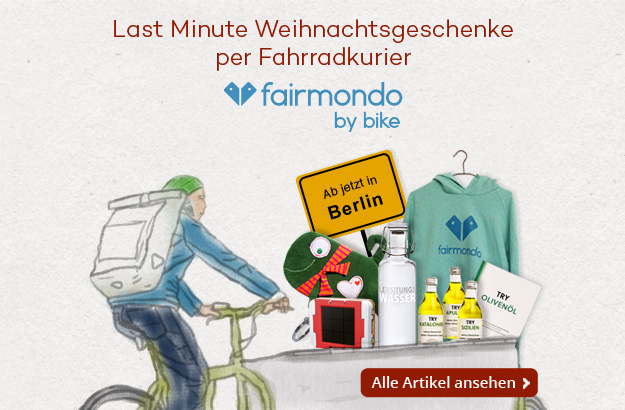 Last Minute Weihnachtsgeschenke
per Fahrradkurier
fairmondo
by bike
Ab jetzt in
Berlin
fairmondo
WASSER
TRY
KATALONIEN
TRY
APULIEN
TRY
SIZILIEN
TRY
OLIVENÖL
Alle Artikel ansehen